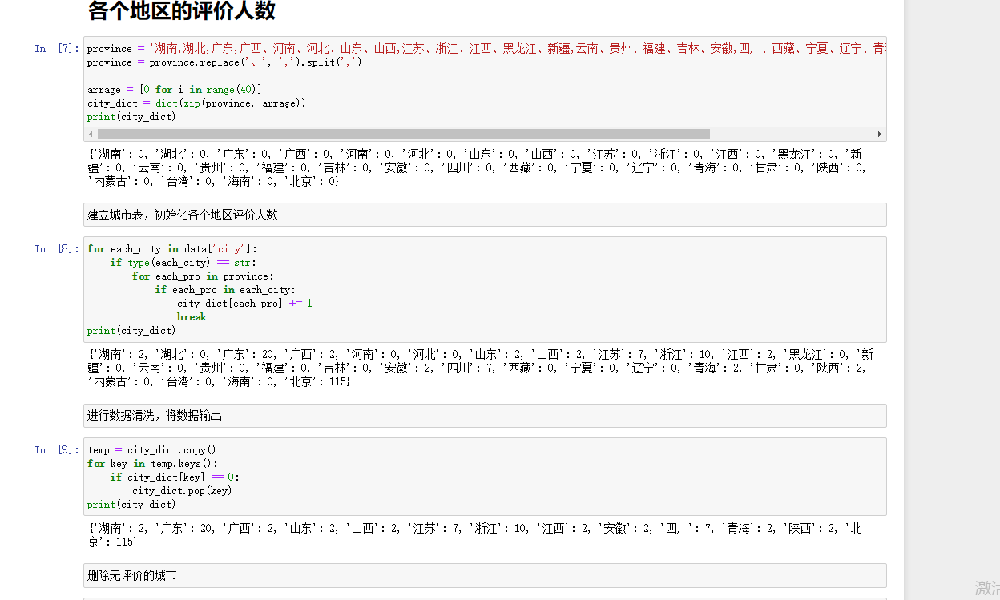 各个地区的评价人数
In [7]: province = '湖南,湖北,广东,广西、河南、河北、山东、山西,江苏、浙江、江西、黑龙江、新疆,云南、贵州、福建、吉林、安徽,四川、西藏、宁夏、辽宁、青
province = province.replace('、', ',').split(',')
arrage = [0 for i in range(40)]
city_dict = dict(zip(province, arrage))
print(city_dict)
{'湖南': 0, '湖北': 0, '广东': 0, '广西': 0, '河南': 0, '河北': 0, '山东': 0, '山西': 0, '江苏': 0, '浙江': 0, '江西': 0, '黑龙江': 0, '新
疆': 0, '云南': 0, '贵州': 0, '福建': 0, '吉林': 0, '安徽': 0, '四川': 0, '西藏': 0, '宁夏': 0, '辽宁': 0, '青海': 0, '甘肃': 0, '陕西': 0,
'内蒙古': 0, '台湾': 0, '海南': 0, '北京': 0}
建立城市表，初始化各个地区评价人数
In [8]: for each_city in data['city']:
if type(each_city) == str:
for each_pro in province:
if each_pro in each_city:
city_dict[each_pro] += 1
break
print(city_dict)
{'湖南': 2, '湖北': 0, '广东': 20, '广西': 2, '河南': 0, '河北': 0, '山东': 2, '山西': 2, '江苏': 7, '浙江': 10, '江西': 2, '黑龙江': 0, '新
疆': 0, '云南': 0, '贵州': 0, '福建': 0, '吉林': 0, '安徽': 2, '四川': 7, '西藏': 0, '宁夏': 0, '辽宁': 0, '青海': 2, '甘肃': 0, '陕西': 2,
'内蒙古': 0, '台湾': 0, '海南': 0, '北京': 115}
进行数据清洗，将数据输出
In [9]: temp = city_dict.copy()
for key in temp.keys():
if city_dict[key] == 0:
city_dict.pop(key)
print(city_dict)
{'湖南': 2, '广东': 20, '广西': 2, '山东': 2, '山西': 2, '江苏': 7, '浙江': 10, '江西': 2, '安徽': 2, '四川': 7, '青海': 2, '陕西': 2, '北
京': 115}
删除无评价的城市
激活